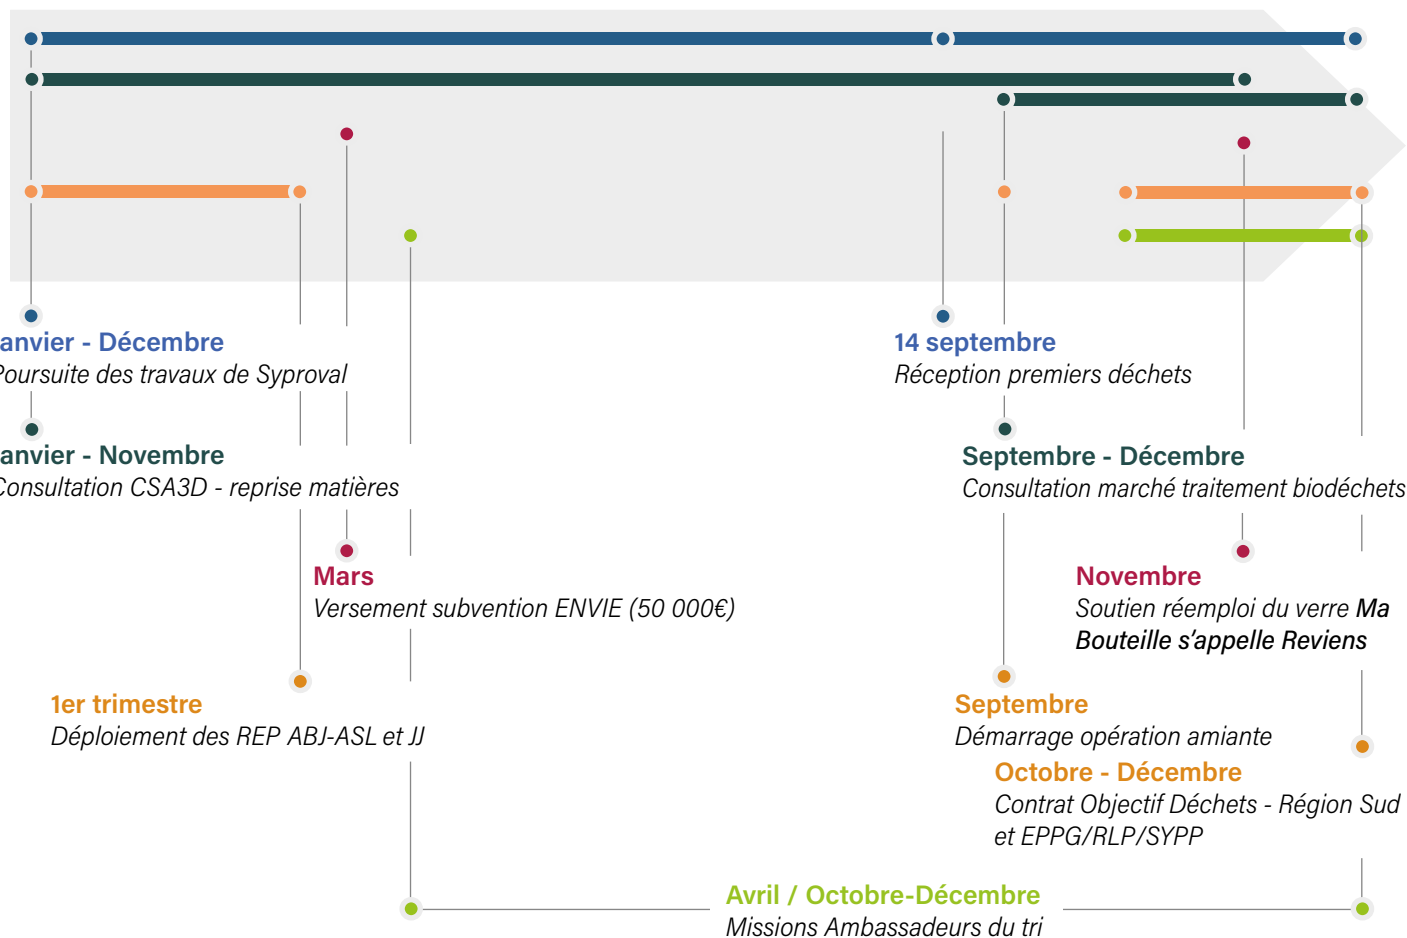 anvier - Décembre
Poursuite des travaux de Syproval
14 septembre
Réception premiers déchets
anvier - Novembre
Consultation CSA3D - reprise matières
Septembre - Décembre
Consultation marché traitement biodéchets
Mars
Versement subvention ENVIE (50 000€)
Novembre
Soutien réemploi du verre Ma
Bouteille s'appelle Reviens
1er trimestre
Déploiement des REP ABJ-ASL et JJ
Septembre
Démarrage opération amiante
Octobre - Décembre
Contrat Objectif Déchets - Région Sud
et EPPG/RLP/SYPP
Avril / Octobre-Décembre
Missions Ambassadeurs du tri